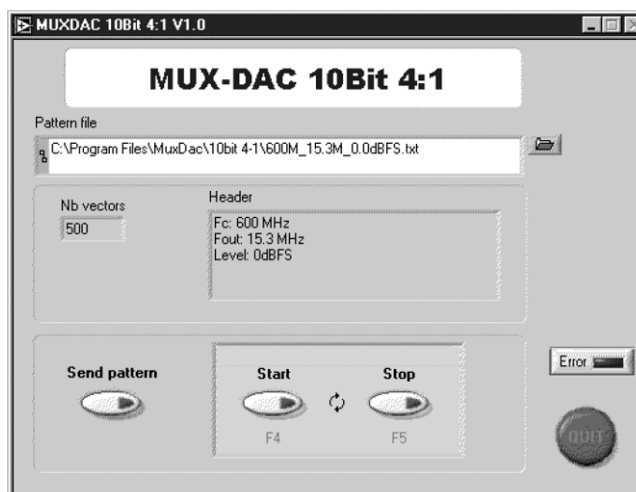 MUXDAC 10Bit 4:1 V1.0
MUX-DAC 10Bit 4:1
Pattern file
C:\Program Files\MuxDac\10bit 4-1\600M_15.3M_0.0dBFS.txt
Nb vectors
500
Header
Fc: 600 MHz
Fout: 15.3 MHz
Level: 0dBFS
Send pattern
Start
Stop
F4
F5
Error
QUIT